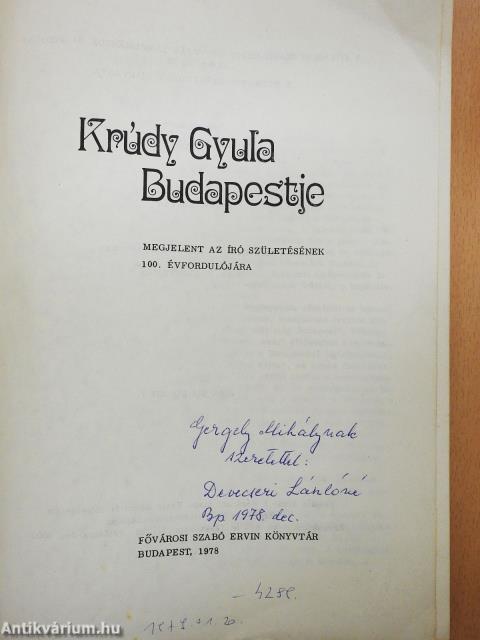 Krúdy Gyula
Budapestje
MEGJELENT AZ ÍRÓ SZÜLETÉSÉNEK
100. ÉVFORDULÓJÁRA
Gergely Mihálynak
szeretettel:
Devecseri Lászlóné
Bp 1978. dec.
FŐVÁROSI SZABÓ ERVIN KÖNYVTÁR
BUDAPEST, 1978
Antikvárium.hu